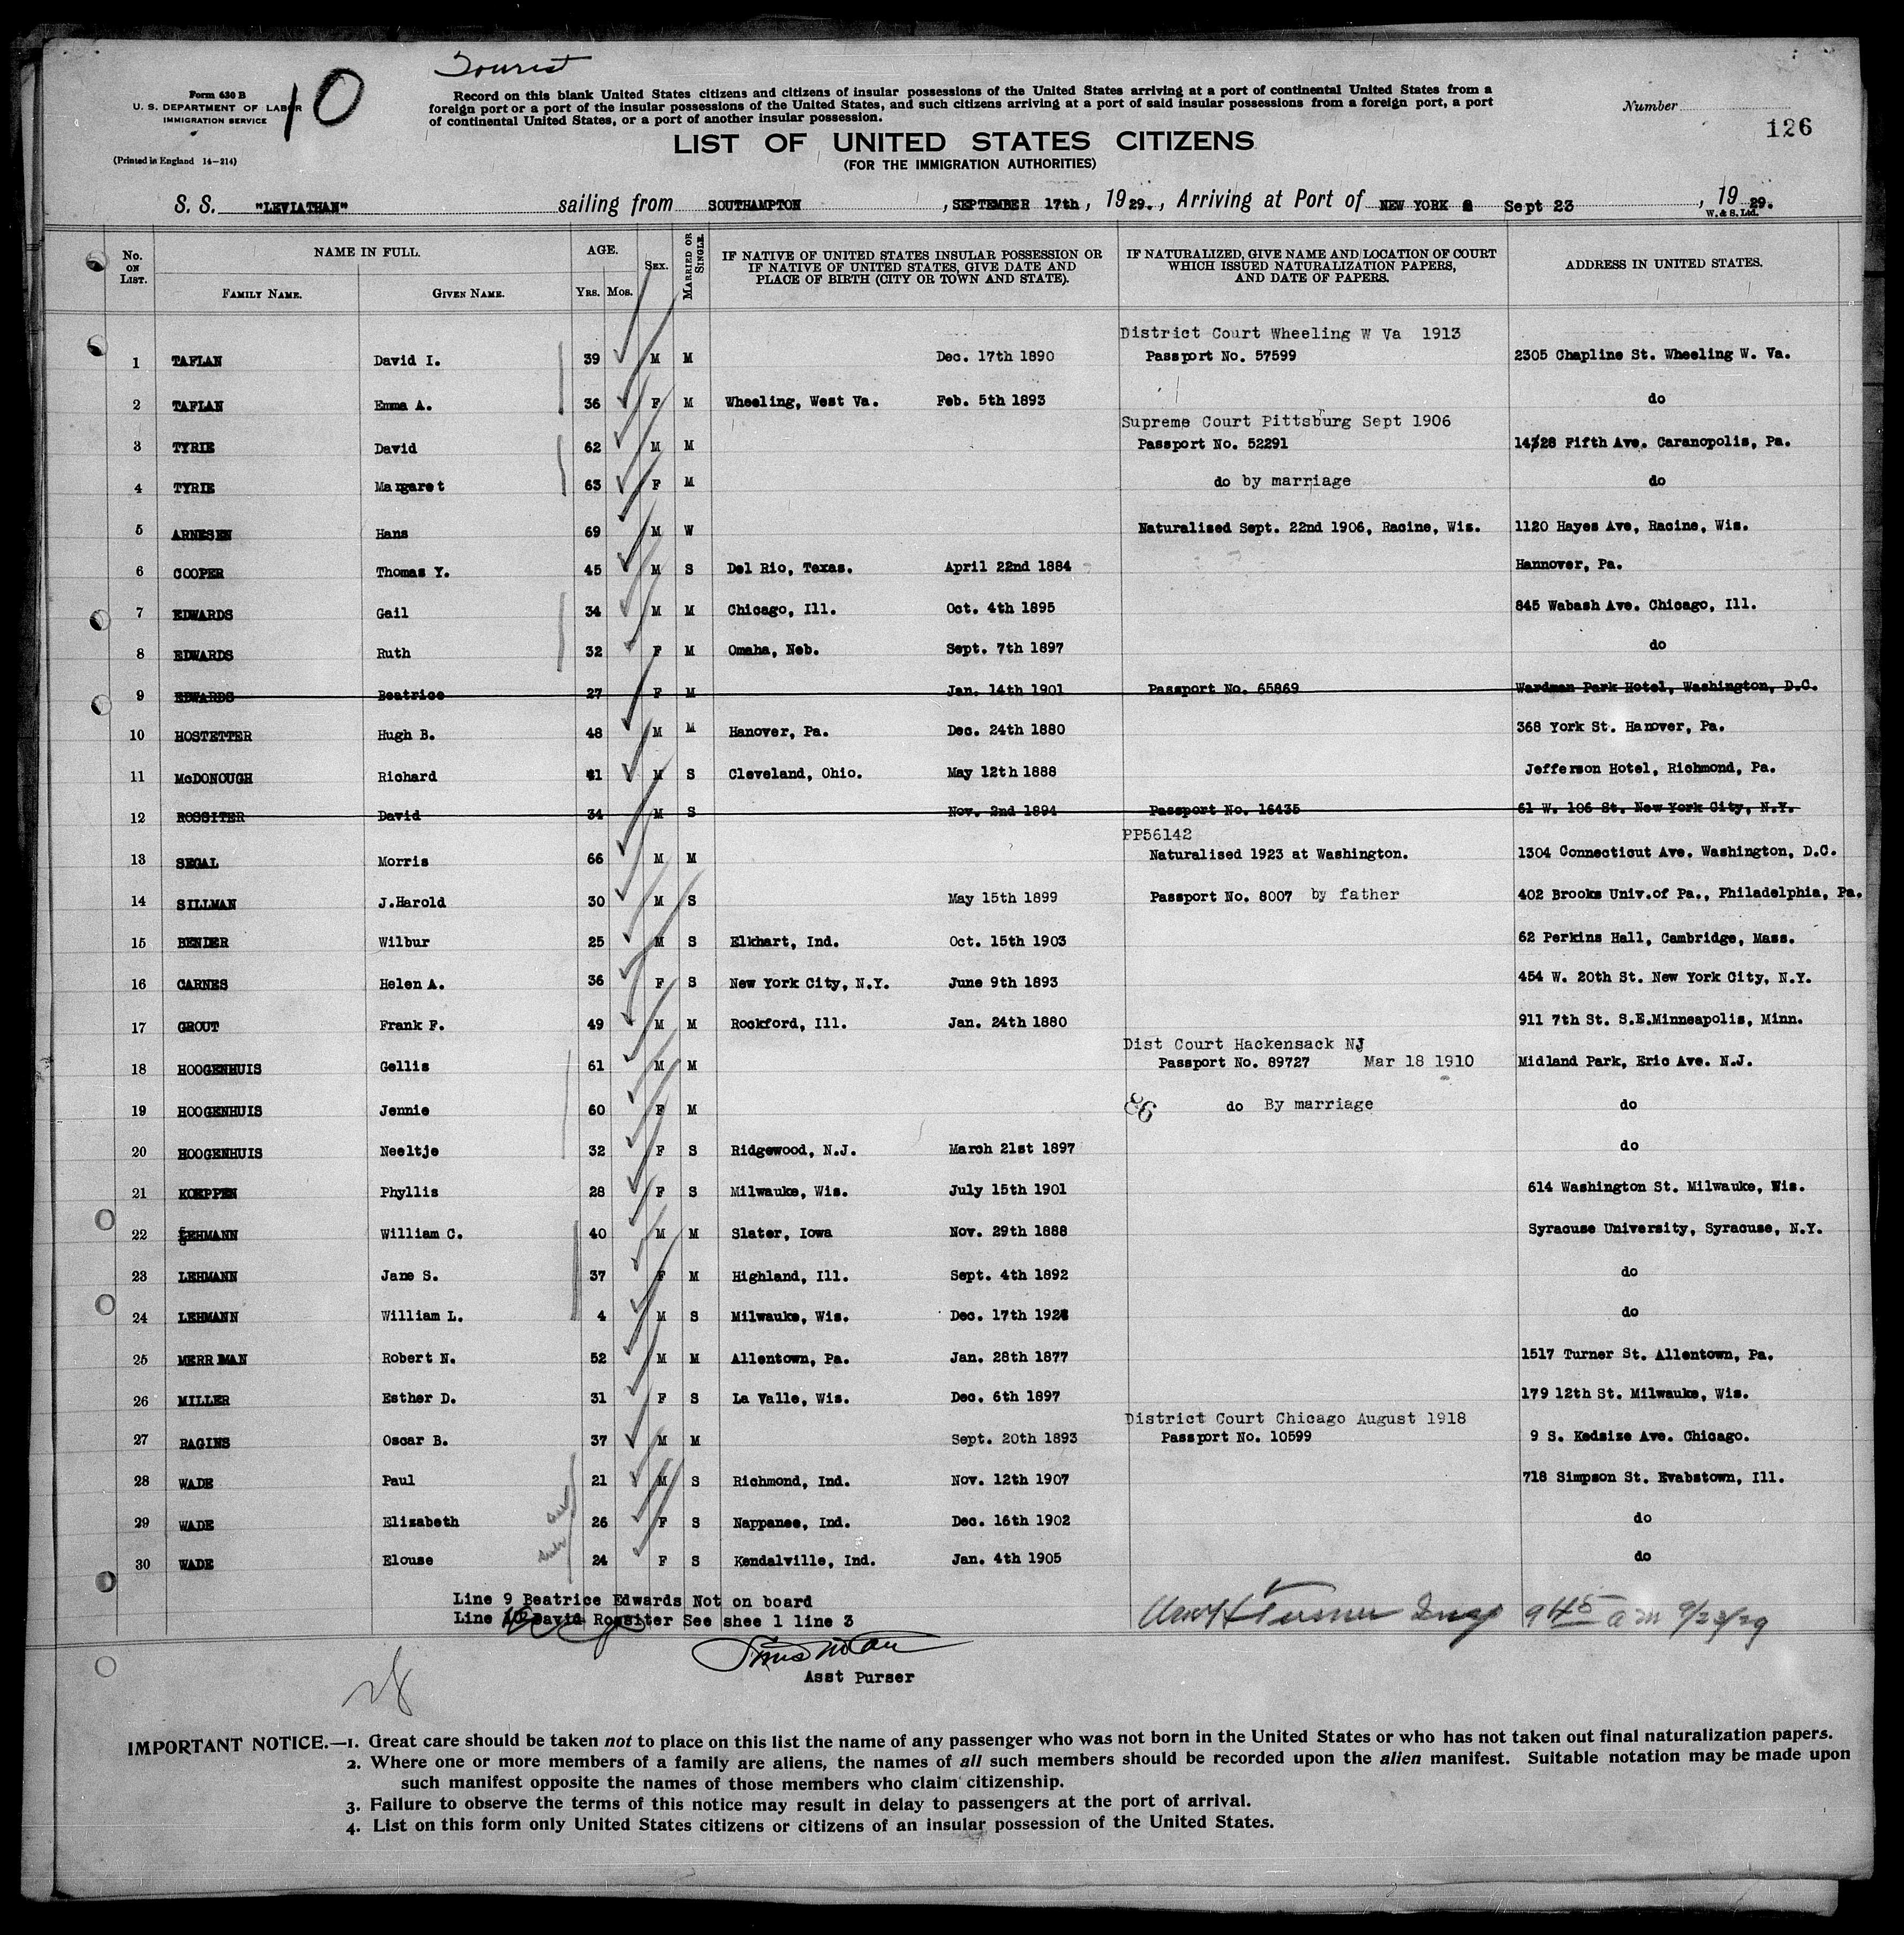 Tourist
10
Form 630 B
U. S. DEPARTMENT OF LABOR
IMMIGRATION SERVICE
(Printed in England 14-214)
Record on this blank United States citizens and citizens of insular possessions of the United States arriving at a port of continental United States from a
foreign port or a port of the insular possessions of the United States, and such citizens arriving at a port of said insular possessions from a foreign port, a port
of continental United States, or a port of another insular possession.
Number
126
LIST OF UNITED STATES CITIZENS
(FOR THE IMMIGRATION AUTHORITIES)
S. S. "LEVIATHAN" sailing from SOUTHAMPTON, SEPTEMBER 17th, 1929., Arriving at Port of NEW YORK Sept 23, 1929.
W. & S. Ltd.
No. ON LIST. NAME IN FULL. FAMILY NAME. GIVEN NAME. AGE. YRS. MOS. SEX. MARRIED OR SINGLE. IF NATIVE OF UNITED STATES INSULAR POSSESSION OR IF NATIVE OF UNITED STATES, GIVE DATE AND PLACE OF BIRTH (CITY OR TOWN AND STATE). IF NATURALIZED, GIVE NAME AND LOCATION OF COURT WHICH ISSUED NATURALIZATION PAPERS, AND DATE OF PAPERS. ADDRESS IN UNITED STATES.
District Court Wheeling W Va 1913
1 TAFLAN David I. 39 M M Dec. 17th 1890 Passport No. 57599 2305 Chapline St. Wheeling W. Va.
2 TAFLAN Emma A. 36 F M Wheeling, West Va. Feb. 5th 1893 do
Supreme Court Pittsburg Sept 1906
3 TYRIE David 62 M M Passport No. 52291 14328 Fifth Ave. Caranopolis, Pa.
4 TYRIE Margaret 63 F M do by marriage do
5 ARNESEN Hans 69 M W Naturalised Sept. 22nd 1906, Racine, Wis. 1120 Hayes Ave, Racine, Wis.
6 COOPER Thomas Y. 45 M S Del Rio, Texas. April 22nd 1884 Hannover, Pa.
7 EDWARDS Gail 34 M M Chicago, Ill. Oct. 4th 1895 845 Wabash Ave. Chicago, Ill.
8 EDWARDS Ruth 32 F M Omaha, Neb. Sept. 7th 1897 do
9 EDWARDS Beatrice 27 F M Jan. 14th 1901 Passport No. 65869 Wardman Park Hotel, Washington, D.C.
10 HOSTETTER Hugh B. 48 M M Hanover, Pa. Dec. 24th 1880 368 York St. Hanover, Pa.
11 McDONOUGH Richard 41 M S Cleveland, Ohio. May 12th 1888 Jefferson Hotel, Richmond, Pa.
12 ROSSITER David 34 M S Nov. 2nd 1894 Passport No. 16435 61 W. 106 St. New York City, N.Y.
PP56142
13 SEGAL Morris 66 M M Naturalised 1923 at Washington. 1304 Connecticut Ave. Washington, D.C.
14 SILLMAN J.Harold 30 M S May 15th 1899 Passport No. 8007 by father 402 Brooks Univ.of Pa., Philadelphia, Pa.
15 BENDER Wilbur 25 M S Elkhart, Ind. Oct. 15th 1903 62 Perkins Hall, Cambridge, Mass.
16 CARNES Helen A. 36 F S New York City, N.Y. June 9th 1893 454 W. 20th St. New York City, N.Y.
17 GROUT Frank F. 49 M M Rockford, Ill. Jan. 24th 1880 911 7th St. S.E.Minneapolis, Minn.
Dist Court Hackensack NJ
18 HOOGENHUIS Gellis 61 M M Passport No. 89727 Mar 18 1910 Midland Park, Eric Ave. N.J.
19 HOOGENHUIS Jennie 60 F M do By marriage do
20 HOOGENHUIS Neeltje 32 F S Ridgewood, N.J. March 21st 1897 do
21 KOEPPEN Phyllis 28 F S Milwauke, Wis. July 15th 1901 614 Washington St. Milwauke, Wis.
22 LEHMANN William C. 40 M M Slater, Iowa Nov. 29th 1888 Syracuse University, Syracuse, N.Y.
23 LEHMANN Jane S. 37 F M Highland, Ill. Sept. 4th 1892 do
24 LEHMANN William L. 4 M S Milwauke, Wis. Dec. 17th 1924 do
25 MERRIMAN Robert N. 52 M M Allentown, Pa. Jan. 28th 1877 1517 Turner St. Allentown, Pa.
26 MILLER Esther D. 31 F S La Valle, Wis. Dec. 6th 1897 179 12th St. Milwauke, Wis.
District Court Chicago August 1918
27 RAGINS Oscar B. 37 M M Sept. 20th 1893 Passport No. 10599 9 S. Kedsize Ave. Chicago.
28 WADE Paul 21 M S Richmond, Ind. Nov. 12th 1907 718 Simpson St. Evabstown, Ill.
29 WADE Elizabeth 26 F S Nappanee, Ind. Dec. 16th 1902 do
30 WADE Elouse 24 F S Kendalville, Ind. Jan. 4th 1905 do
Line 9 Beatrice Edwards Not on board
Line 12 David Rossiter See shee 1 line 3
Turner Insp 9 45 a m 9/23/29
Asst Purser
28
IMPORTANT NOTICE.—1. Great care should be taken not to place on this list the name of any passenger who was not born in the United States or who has not taken out final naturalization papers.
2. Where one or more members of a family are aliens, the names of all such members should be recorded upon the alien manifest. Suitable notation may be made upon
such manifest opposite the names of those members who claim citizenship.
3. Failure to observe the terms of this notice may result in delay to passengers at the port of arrival.
4. List on this form only United States citizens or citizens of an insular possession of the United States.